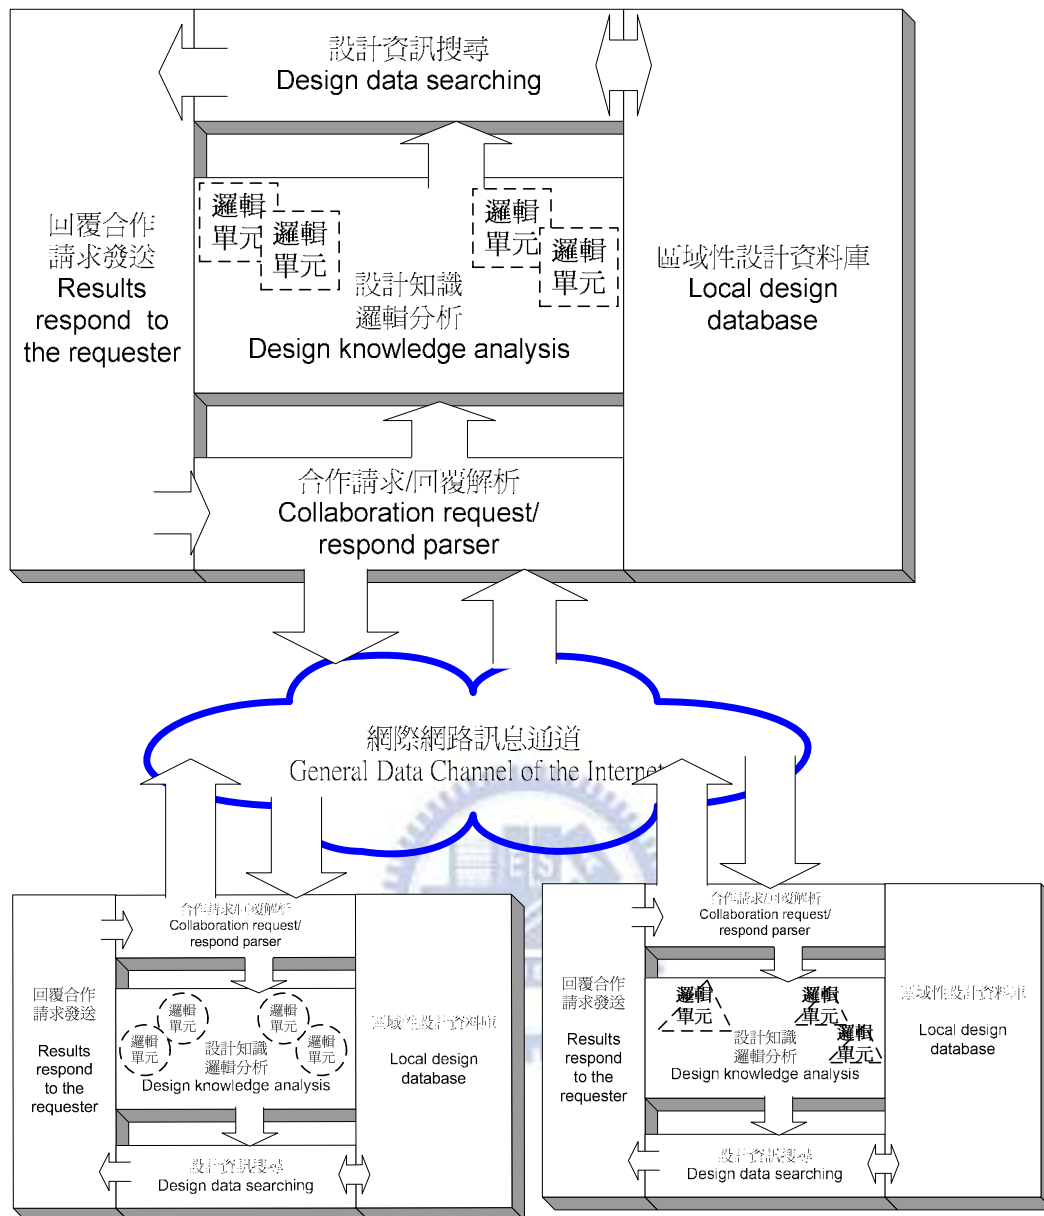 設計資訊搜尋
Design data searching
回覆合作
請求發送
Results
respond to
the requester
邏輯
單元
邏輯
單元
邏輯
單元
邏輯
單元
設計知識
邏輯分析
Design knowledge analysis
區域性設計資料庫
Local design
database
合作請求/回覆解析
Collaboration request/
respond parser
網際網路訊息通道
General Data Channel of the Internet
回覆合作
請求發送
Results
respond
to the
requester
合作請求/回覆解析
Collaboration request/
respond parser
邏輯
單元
邏輯
單元
邏輯
單元
邏輯
單元
設計知識
邏輯分析
Design knowledge analysis
設計資訊搜尋
Design data searching
區域性設計資料庫
Local design
database
回覆合作
請求發送
Results
respond
to the
requester
合作請求/回覆解析
Collaboration request/
respond parser
邏輯
單元
邏輯
單元
邏輯
單元
設計知識
邏輯分析
Design knowledge analysis
設計資訊搜尋
Design data searching
區域性設計資料庫
Local design
database